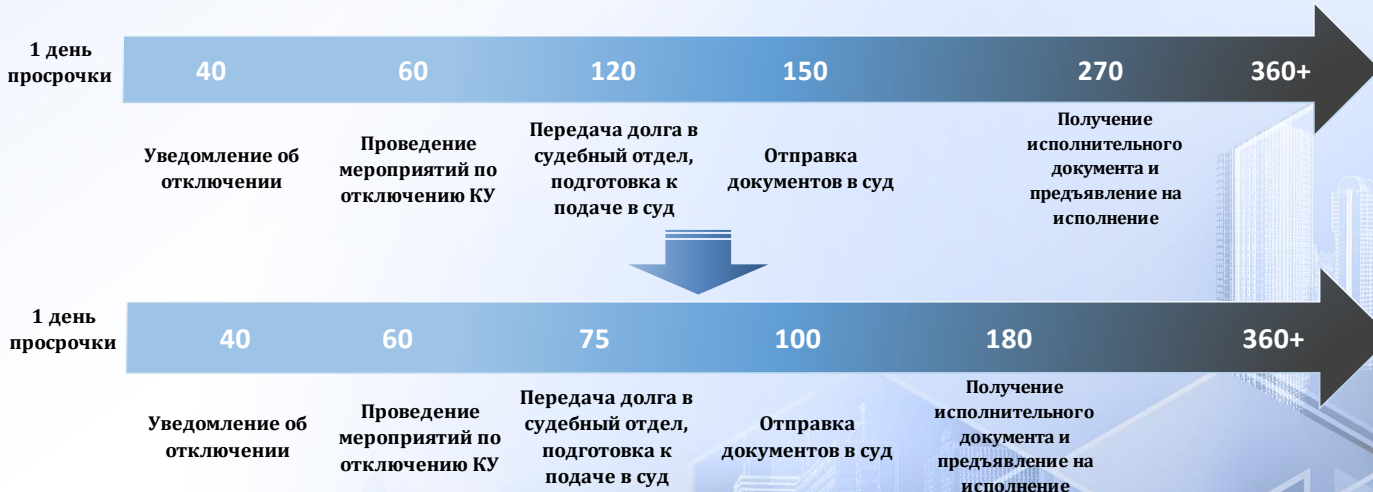 1 день
просрочки
40
60
120
150
270
360+
Уведомление об
отключении
Проведение
мероприятий по
отключению КУ
Передача долга в
судебный отдел,
подготовка к
подаче в суд
Отправка
документов в суд
Получение
исполнительного
документа и
предъявление на
исполнение
1 день
просрочки
40
60
75
100
180
360+
Уведомление об
отключении
Проведение
мероприятий по
отключению КУ
Передача долга в
судебный отдел,
подготовка к
подаче в суд
Отправка
документов в суд
Получение
исполнительного
документа и
предъявление на
исполнение